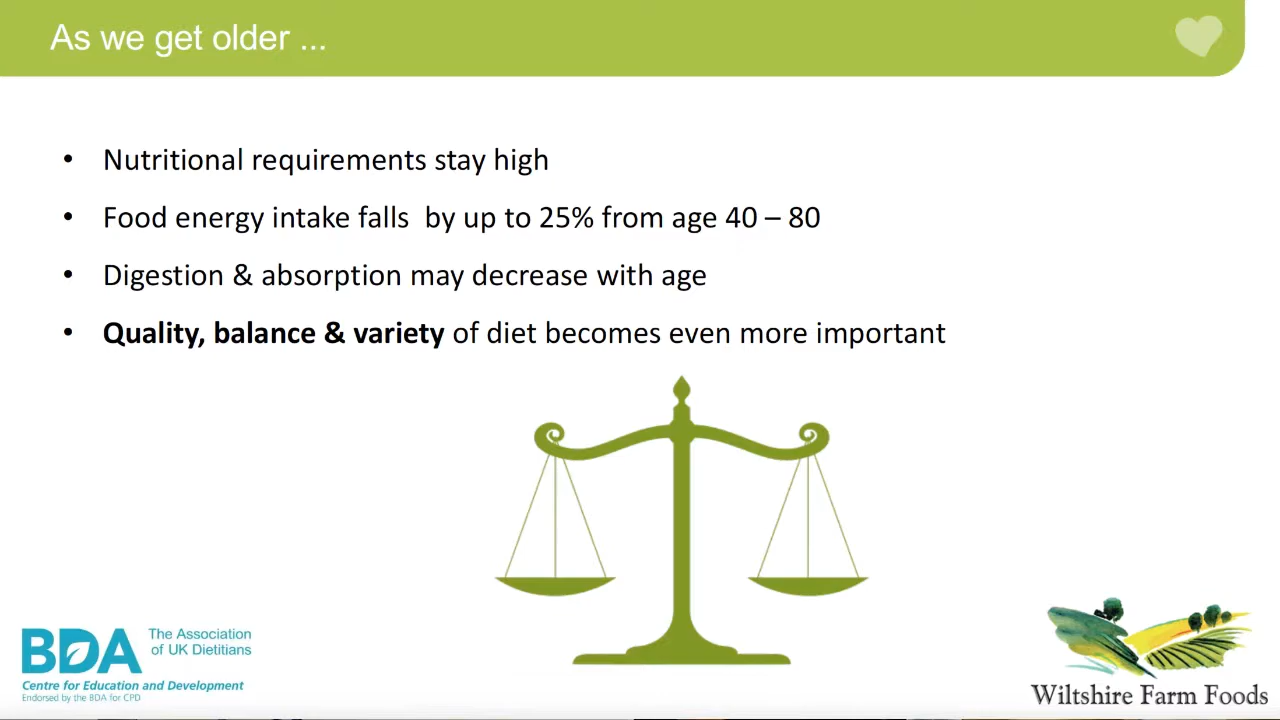 As we get older ...
• Nutritional requirements stay high
• Food energy intake falls  by up to 25% from age 40 – 80
• Digestion & absorption may decrease with age
• Quality, balance & variety of diet becomes even more important
BDA
The Association
of UK Dietitians
Centre for Education and Development
Endorsed by the BDA for CPD
Wiltshire Farm Foods